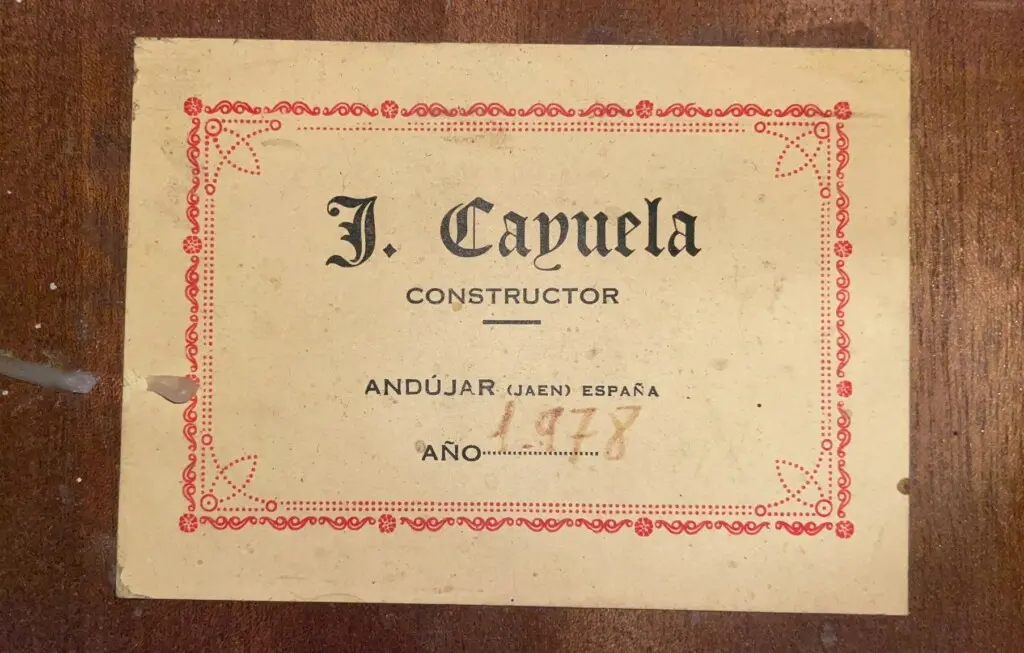 J. Cayuela
CONSTRUCTOR
ANDÚJAR (JAEN) ESPAÑA
AÑO 1.978